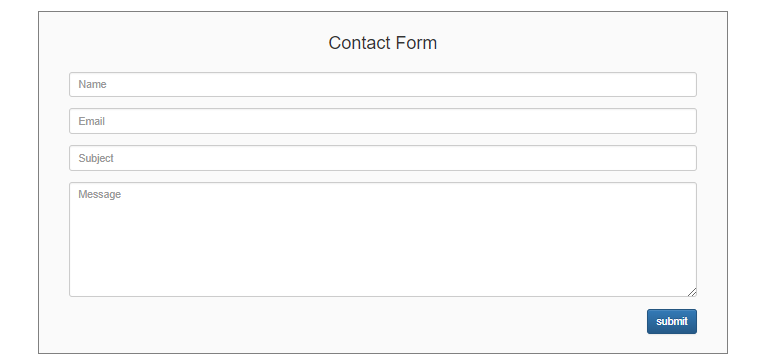 Contact Form
Name
Email
Subject
Message
submit